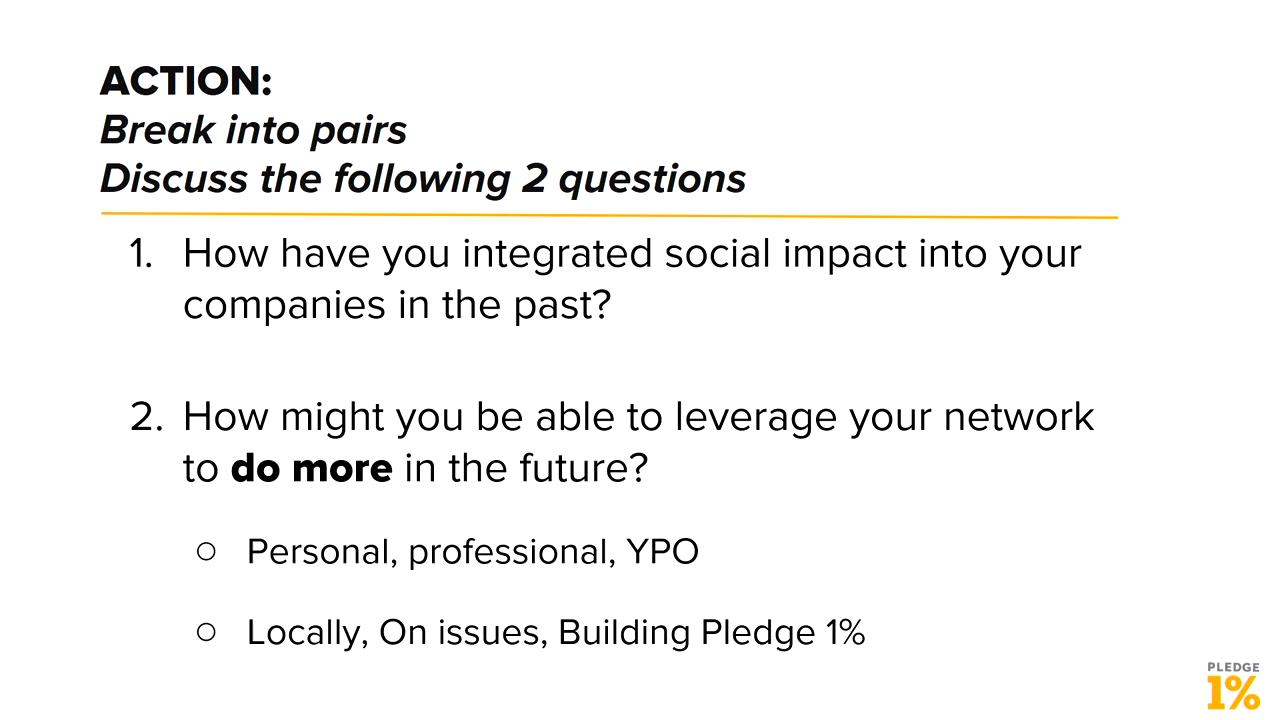 ACTION:
Break into pairs
Discuss the following 2 questions
1. How have you integrated social impact into your
companies in the past?
2. How might you be able to leverage your network
to do more in the future?
○ Personal, professional, YPO
○ Locally, On issues, Building Pledge 1%
PLEDGE
1%